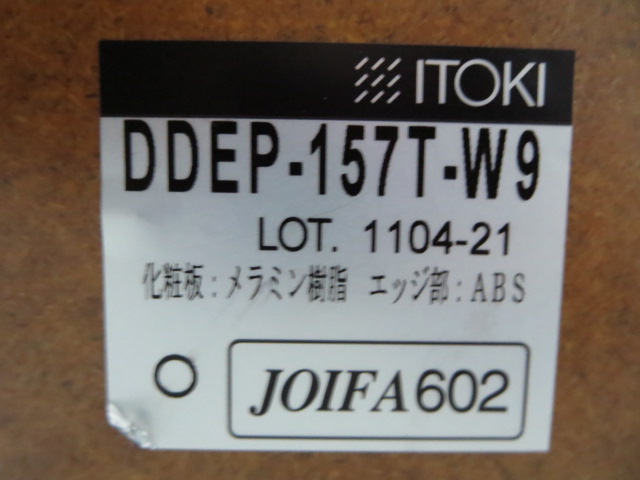 ITOKI
DDEP-157T-W9
LOT. 1104-21
化粧板:メラミン樹脂 エッジ部:ABS
JOIFA602